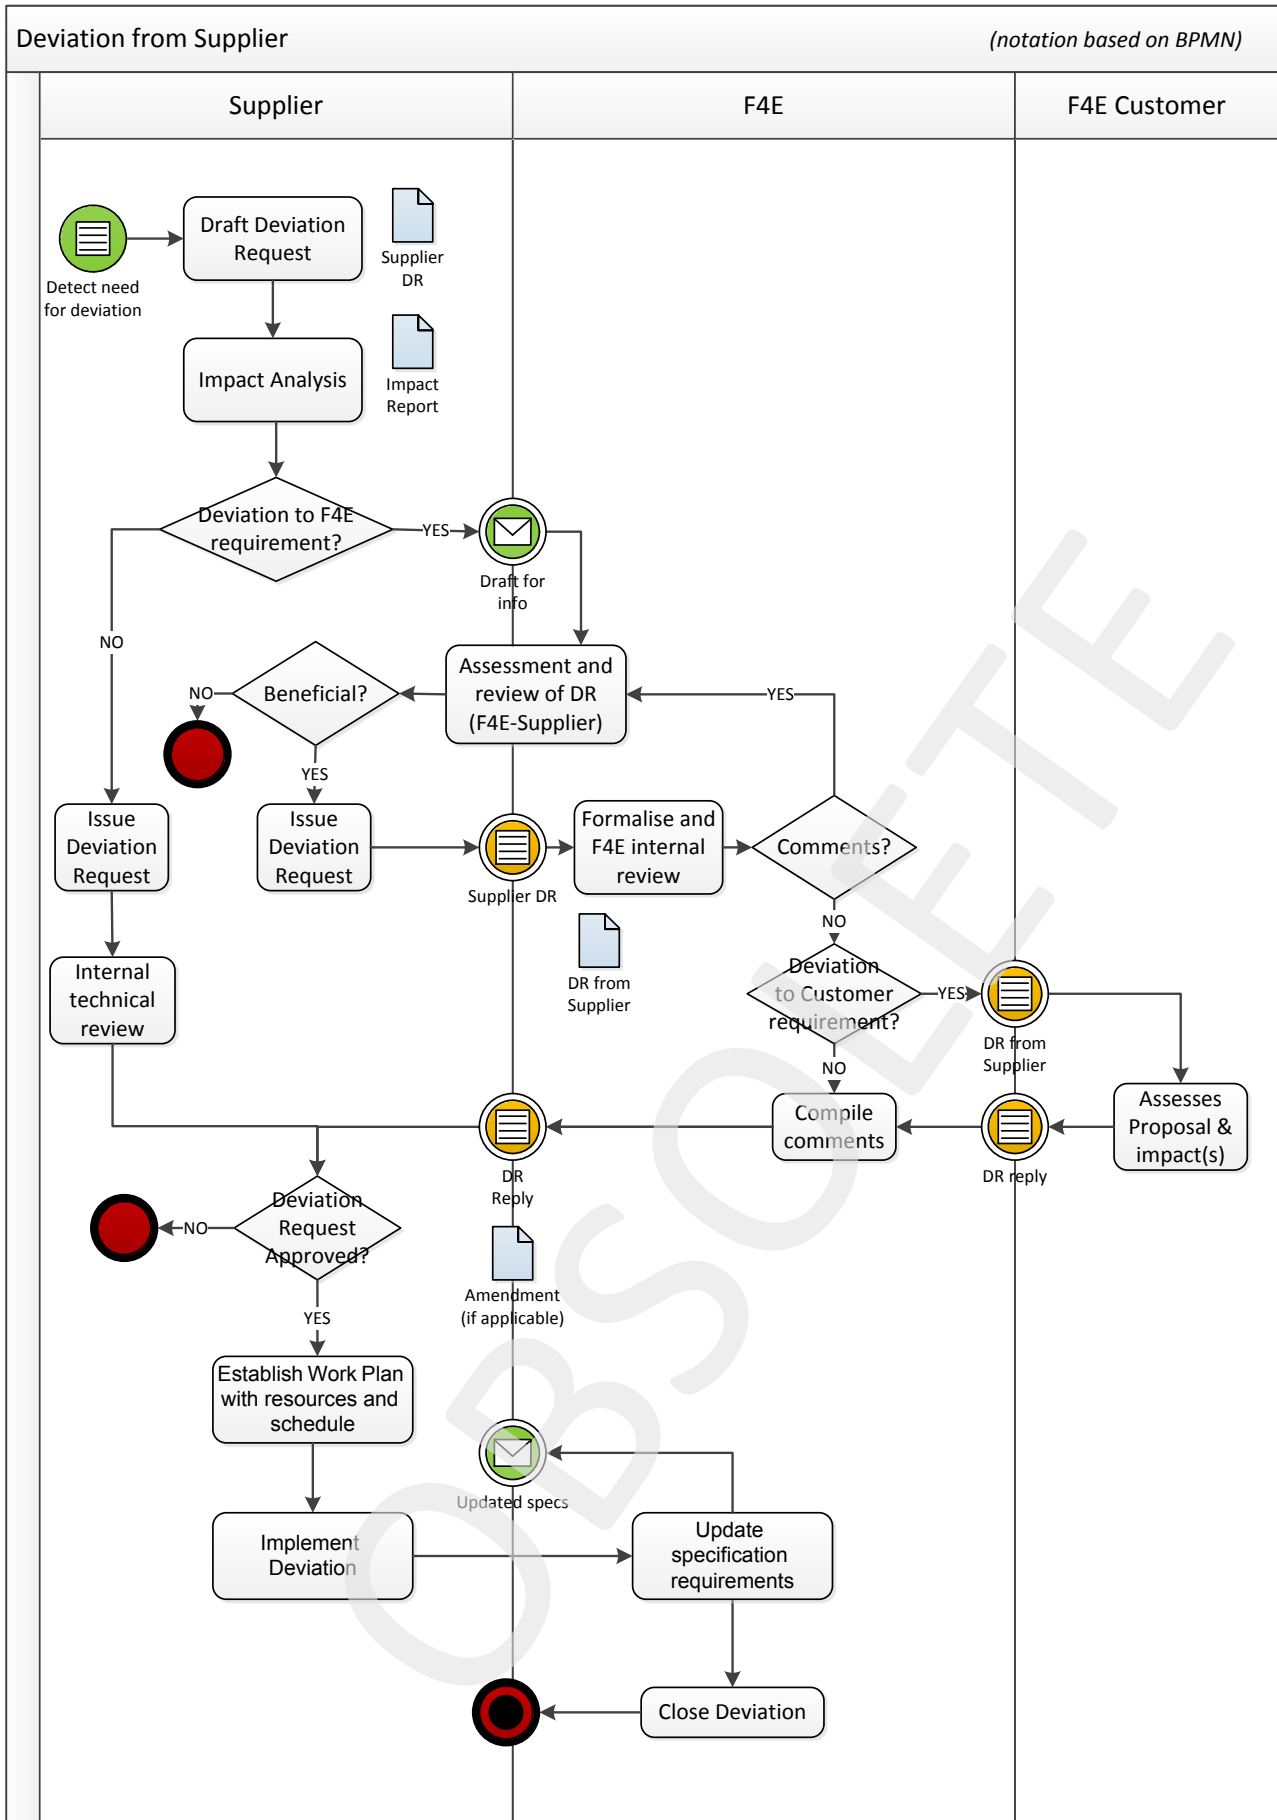 Deviation from Supplier
(notation based on BPMN)
Supplier
F4E
F4E Customer
Draft Deviation
Request
Supplier
DR
Detect need
for deviation
Impact Analysis
Impact
Report
Deviation to F4E
requirement?
YES
Draft for
info
NO
Beneficial?
NO
Assessment and
review of DR
(F4E-Supplier)
YES
YES
Issue
Deviation
Request
Issue
Deviation
Request
Supplier DR
Formalise and
F4E internal
review
Comments?
NO
DR from
Supplier
Internal
technical
review
Deviation
to Customer
requirement?
YES
DR from
Supplier
NO
Compile
comments
Assesses
Proposal &
impact(s)
DR reply
DR
Reply
Deviation
Request
Approved?
NO
Amendment
(if applicable)
YES
Establish Work Plan
with resources and
schedule
Updated specs
Implement
Deviation
Update
specification
requirements
Close Deviation
OBSOLETE